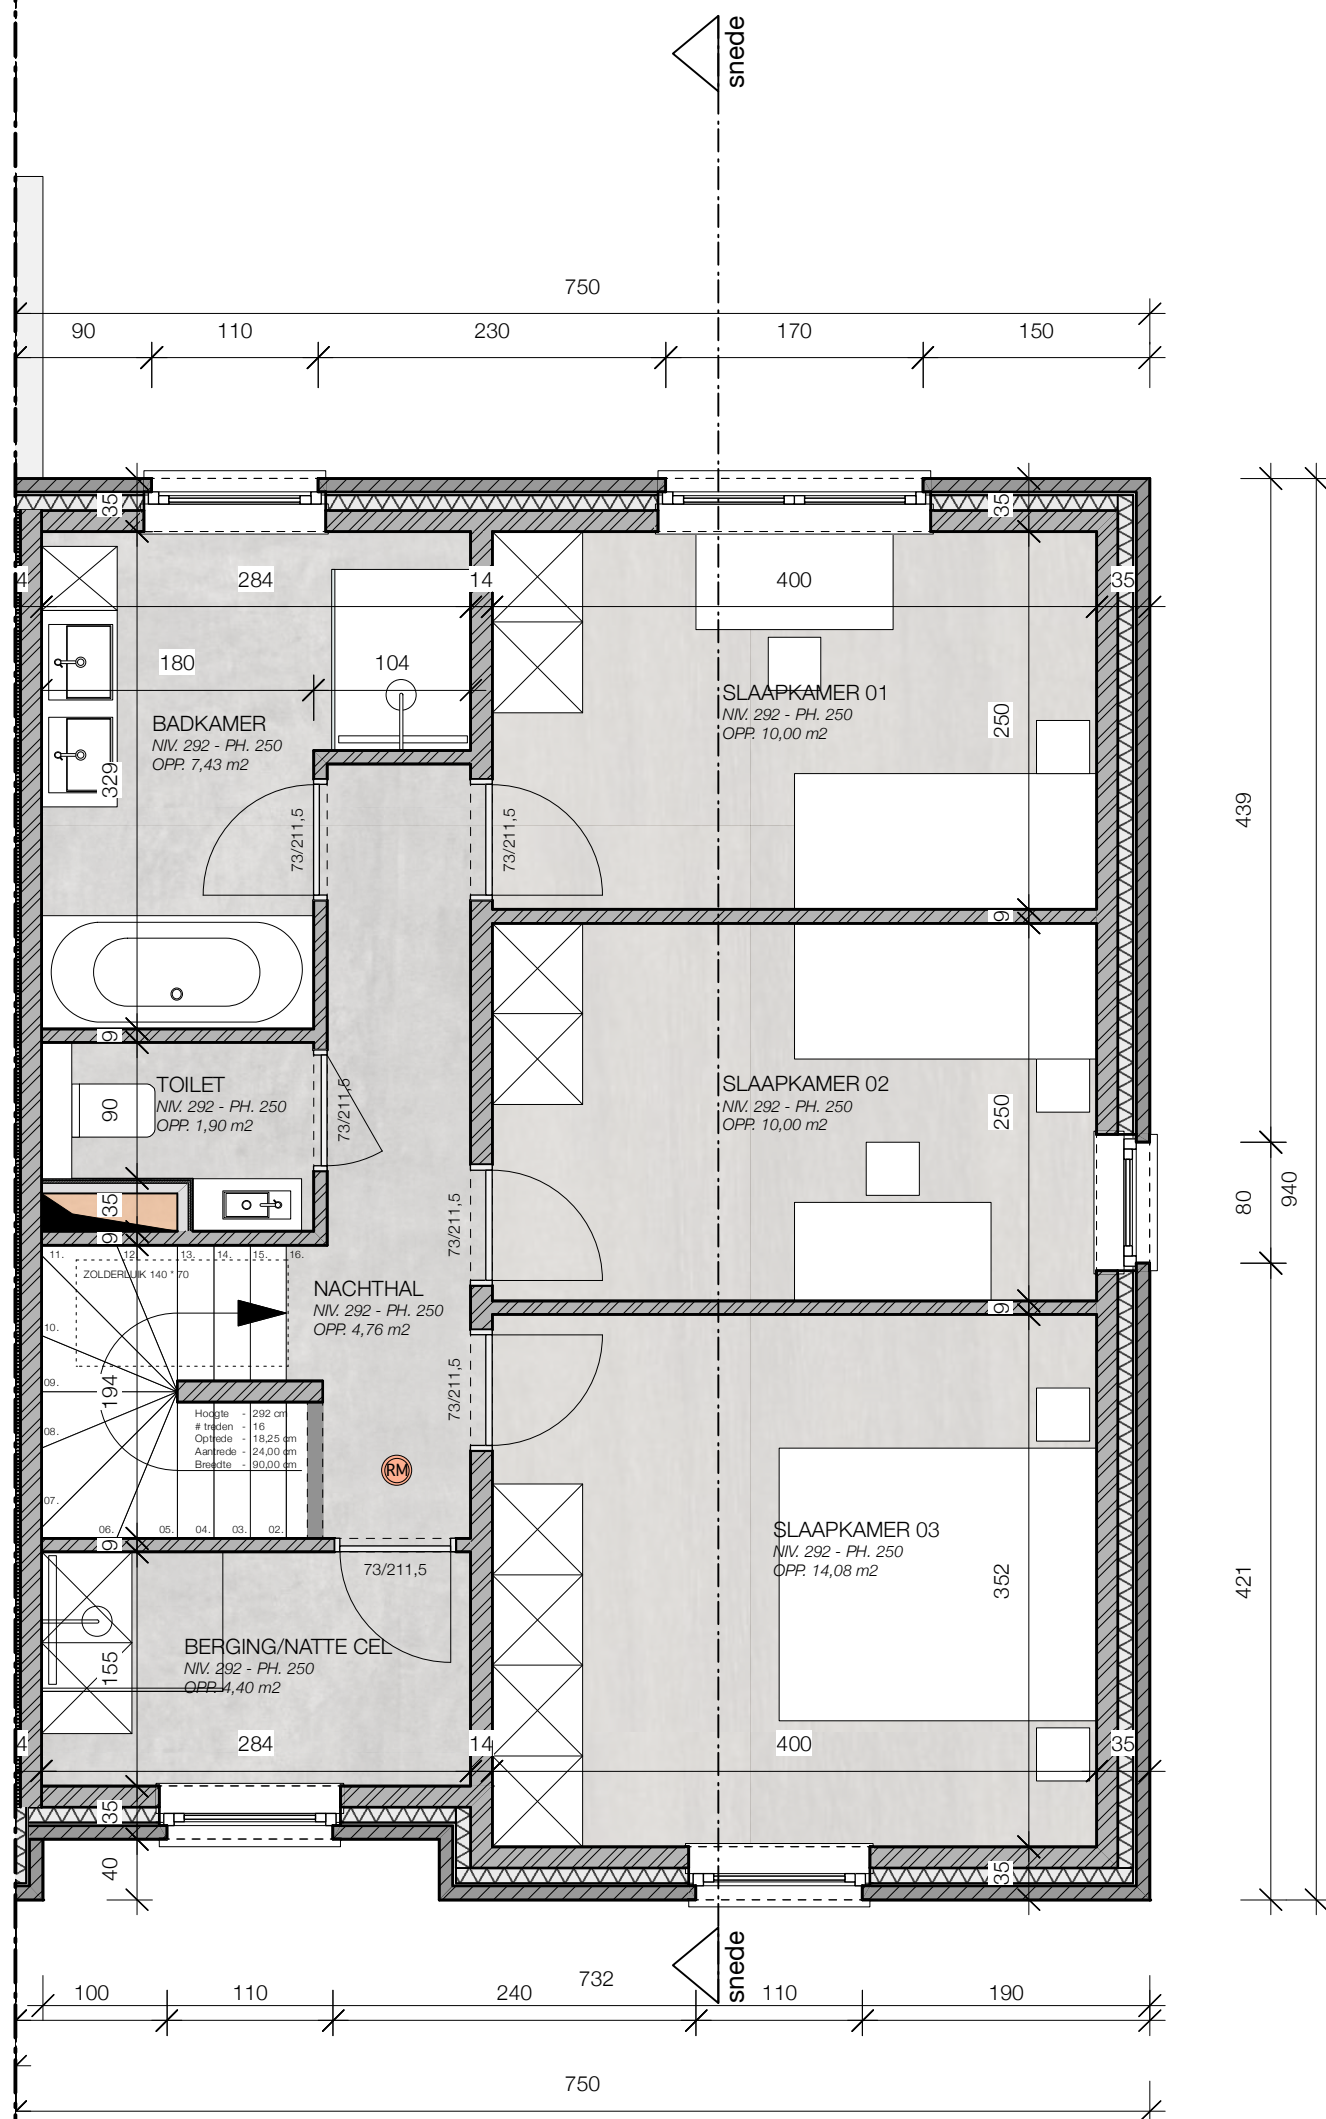 snede
750
90
110
230
170
150
35
35
4
284
14
400
35
180
104
BADKAMER
NIV. 292 - PH. 250
OPP. 7,43 m2
329
SLAAPKAMER 01
NIV. 292 - PH. 250
OPP. 10,00 m2
250
73/211,5
73/211,5
439
9
9
TOILET
NIV. 292 - PH. 250
OPP. 1,90 m2
90
73/211,5
SLAAPKAMER 02
NIV. 292 - PH. 250
OPP. 10,00 m2
250
35
9
73/211,5
80
940
11.
12.
13.
14.
15.
16.
ZOLDERLUIK 140 * 70
NACHTHAL
NIV. 292 - PH. 250
OPP. 4,76 m2
9
10.
09.
08.
07.
194
73/211,5
Hoogte - 292 cm
# treden - 16
Optrede - 18,25 cm
Aantrede - 24,00 cm
Breedte - 90,00 cm
RM
06.
05.
04.
03.
02.
9
73/211,5
SLAAPKAMER 03
NIV. 292 - PH. 250
OPP. 14,08 m2
352
421
BERGING/NATTE CEL
NIV. 292 - PH. 250
OPP. 4,40 m2
155
4
284
14
400
35
35
40
35
snede
732
100
110
240
110
190
750